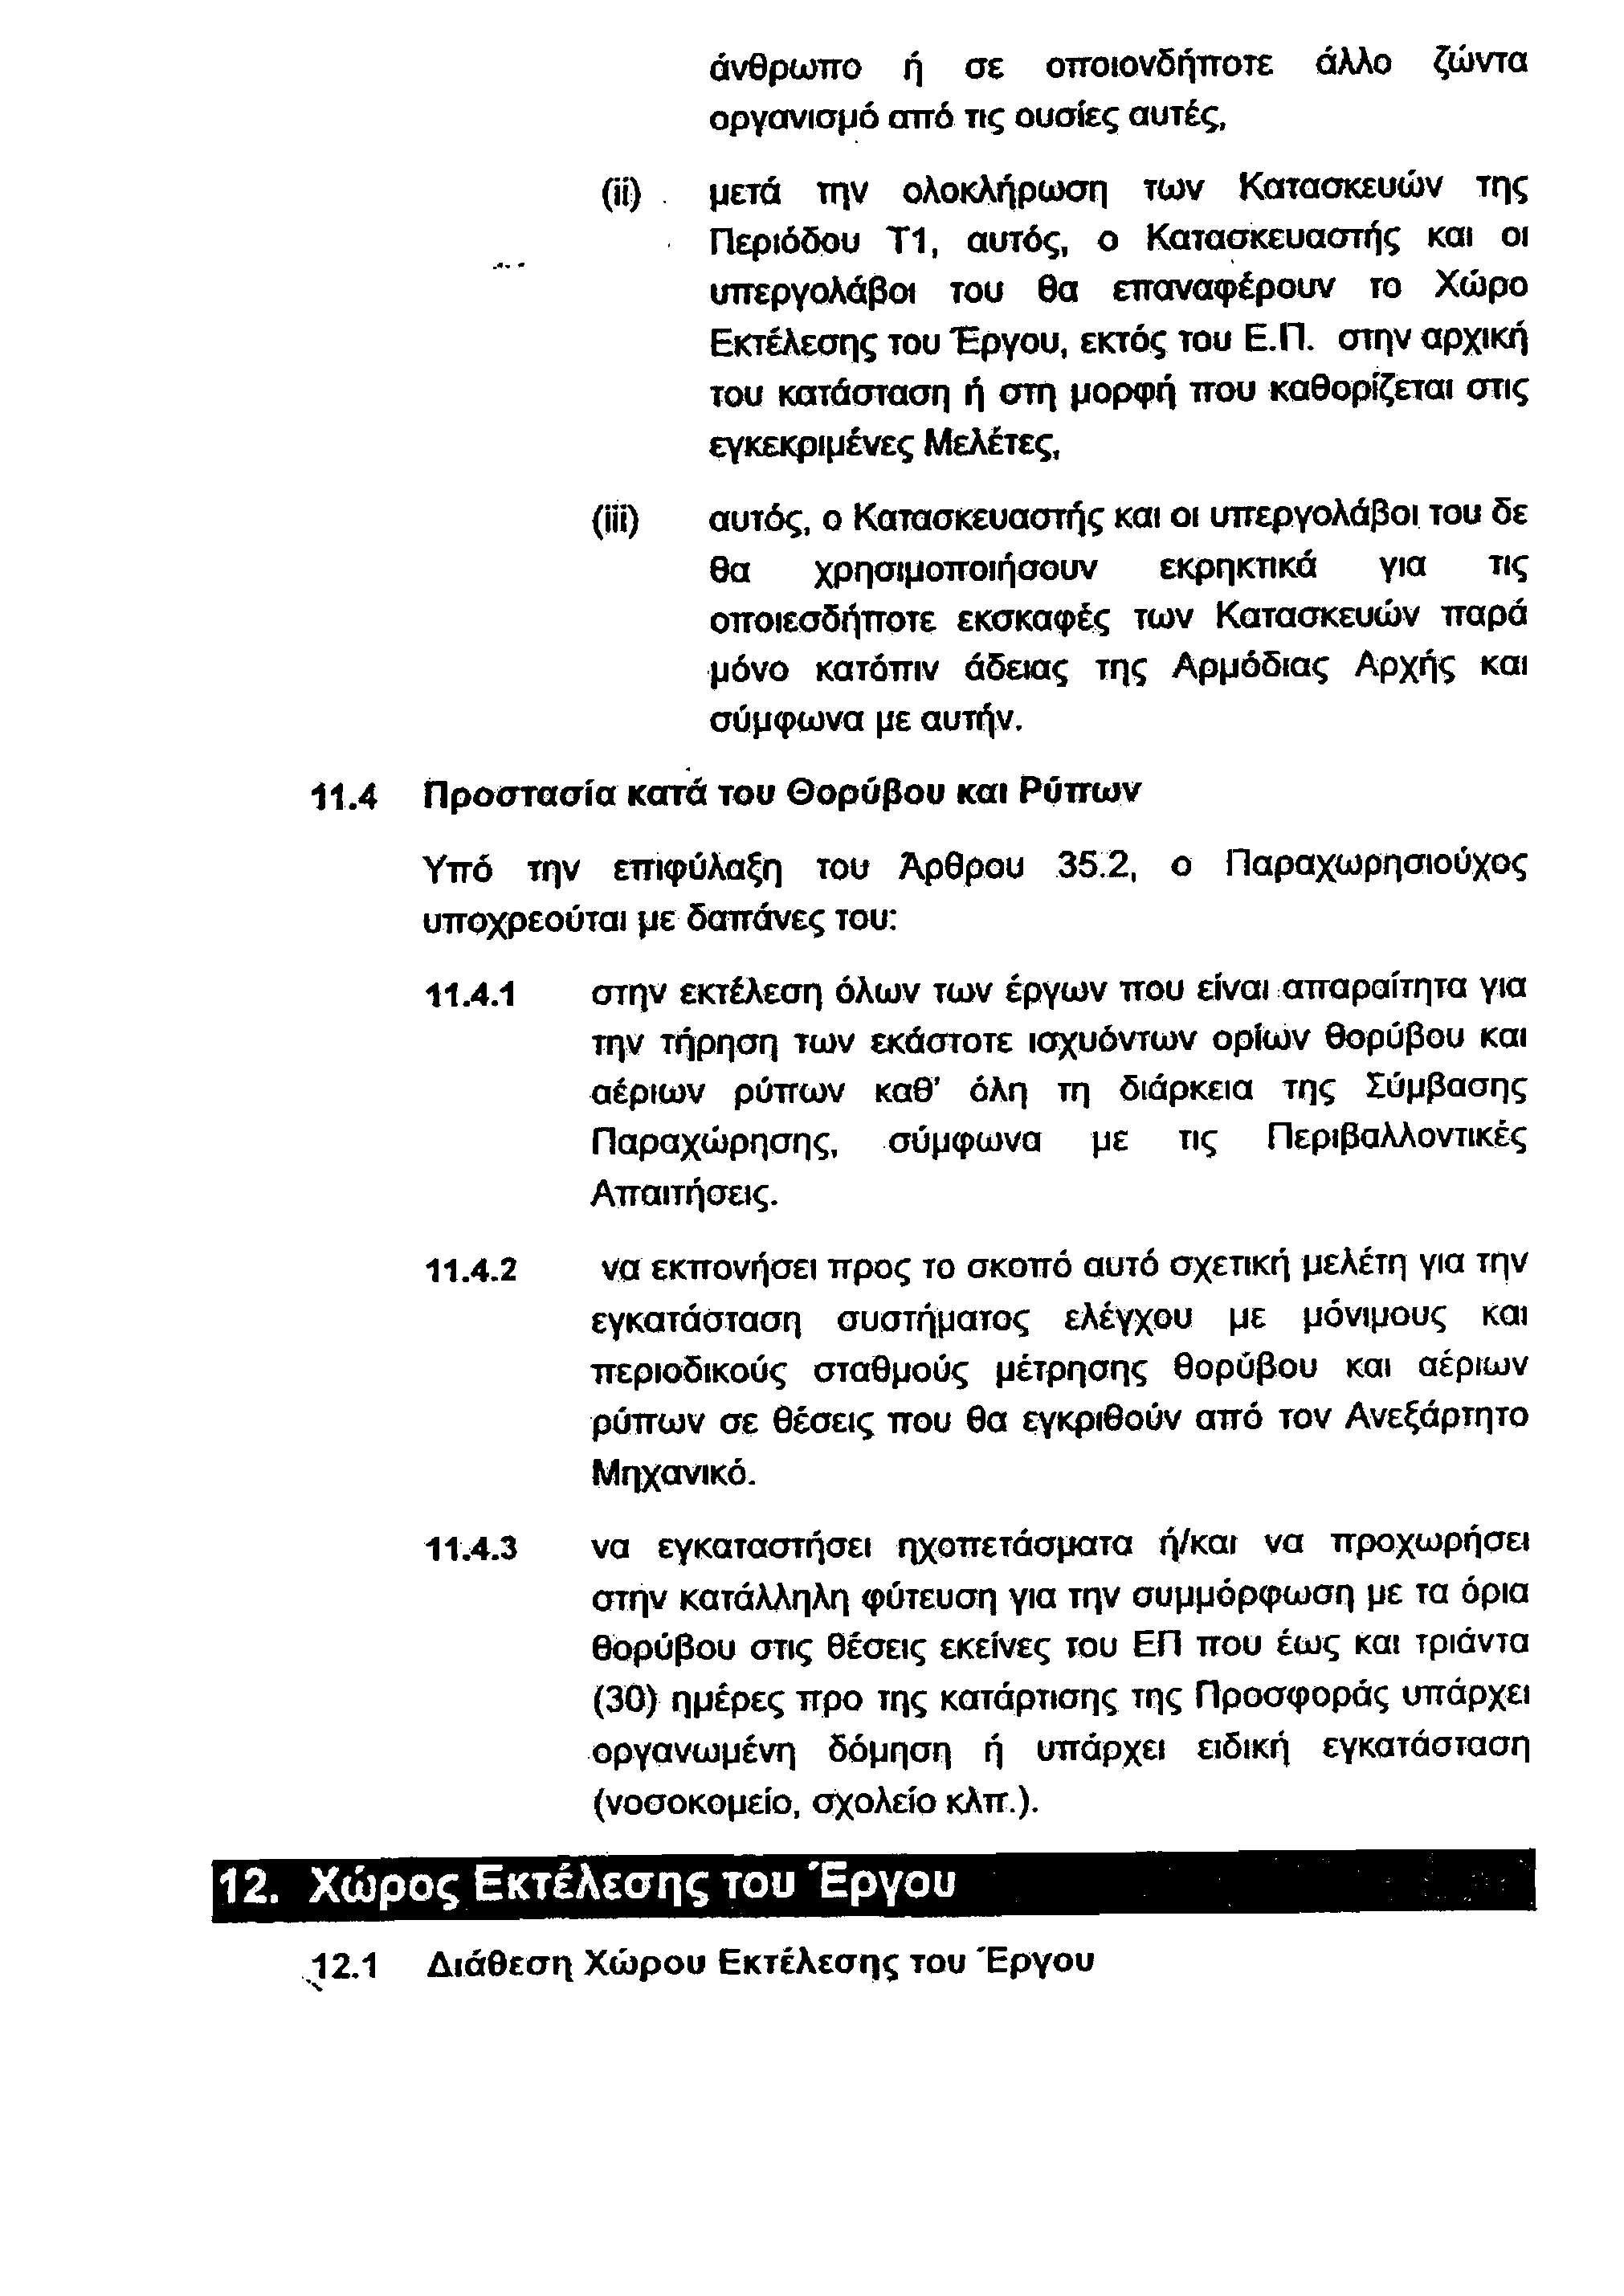 άνθρωπο ή σε οποιονδήποτε άλλο ζώντα
οργανισμό από τις ουσίες αυτές,
(ii) μετά την ολοκλήρωση των Κατασκευών της
Περιόδου Τ1, αυτός, ο Κατασκευαστής και οι
υπεργολάβοι του θα επαναφέρουν το Χώρο
Εκτέλεσης του Έργου, εκτός του Ε.Π. στην αρχική
του κατάσταση ή στη μορφή που καθορίζεται στις
εγκεκριμένες Μελέτες,
(iii) αυτός, ο Κατασκευαστής και οι υπεργολάβοι του δε
θα χρησιμοποιήσουν εκρηκτικά για τις
οποιεσδήποτε εκσκαφές των Κατασκευών παρά
μόνο κατόπιν άδειας της Αρμόδιας Αρχής και
σύμφωνα με αυτήν.
11.4 Προστασία κατά του Θορύβου και Ρύπων
Υπό την επιφύλαξη του Άρθρου 35.2, ο Παραχωρησιούχος
υποχρεούται με δαπάνες του:
11.4.1 στην εκτέλεση όλων των έργων που είναι απαραίτητα για
την τήρηση των εκάστοτε ισχυόντων ορίων θορύβου και
αέριων ρύπων καθ' όλη τη διάρκεια της Σύμβασης
Παραχώρησης, σύμφωνα με τις Περιβαλλοντικές
Απαιτήσεις.
11.4.2 να εκπονήσει προς το σκοπό αυτό σχετική μελέτη για την
εγκατάσταση συστήματος ελέγχου με μόνιμους και
περιοδικούς σταθμούς μέτρησης θορύβου και αέριων
ρύπων σε θέσεις που θα εγκριθούν από τον Ανεξάρτητο
Μηχανικό.
11.4.3 να εγκαταστήσει ηχοπετάσματα ή/και να προχωρήσει
στην κατάλληλη φύτευση για την συμμόρφωση με τα όρια
θορύβου στις θέσεις εκείνες του ΕΠ που έως και τριάντα
(30) ημέρες προ της κατάρτισης της Προσφοράς υπάρχει
οργανωμένη δόμηση ή υπάρχει ειδική εγκατάσταση
(νοσοκομείο, σχολείο κλπ.).
12. Χώρος Εκτέλεσης του Έργου
12.1 Διάθεση Χώρου Εκτέλεσης του Έργου